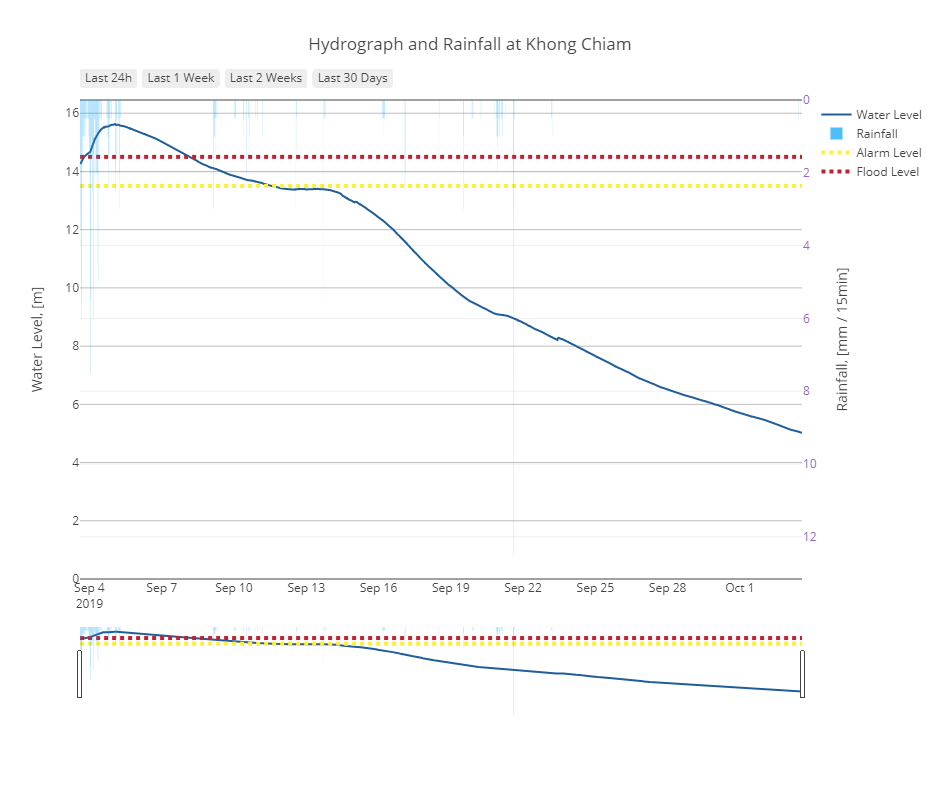 Hydrograph and Rainfall at Khong Chiam
Last 24h Last 1 Week Last 2 Weeks Last 30 Days
Water Level
Rainfall
Alarm Level
Flood Level
Water Level, [m]
16
14
12
10
8
6
4
2
0
0
2
4
6
8
10
12
Rainfall, [mm / 15min]
Sep 4 Sep 7 Sep 10 Sep 13 Sep 16 Sep 19 Sep 22 Sep 25 Sep 28 Oct 1
2019